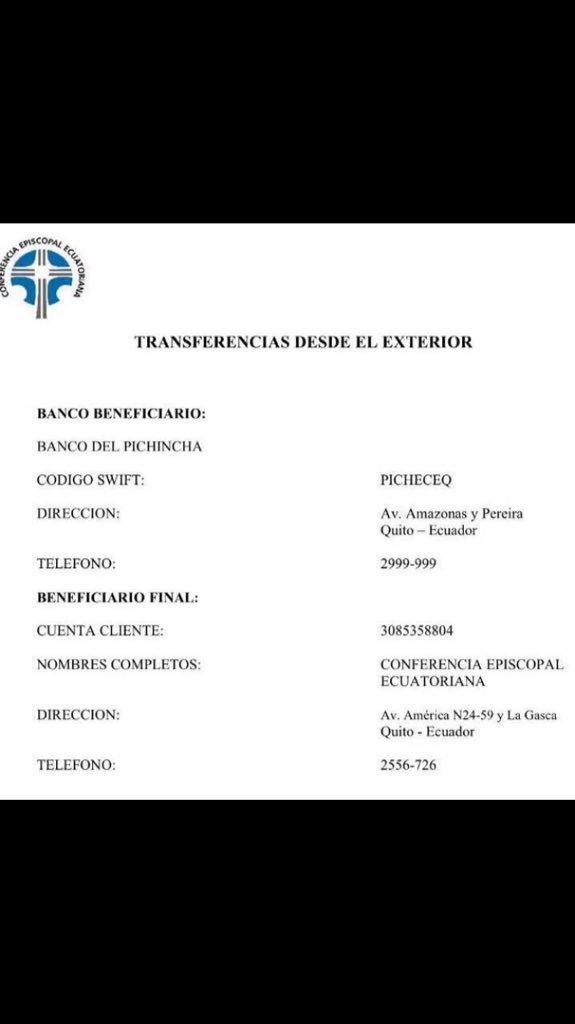 CONFERENCIA EPISCOPAL ECUATORIANA
TRANSFERENCIAS DESDE EL EXTERIOR
BANCO BENEFICIARIO:
BANCO DEL PICHINCHA
CODIGO SWIFT: PICHECEQ
DIRECCION: Av. Amazonas y Pereira
Quito – Ecuador
TELEFONO: 2999-999
BENEFICIARIO FINAL:
CUENTA CLIENTE: 3085358804
NOMBRES COMPLETOS: CONFERENCIA EPISCOPAL
ECUATORIANA
DIRECCION: Av. América N24-59 y La Gasca
Quito - Ecuador
TELEFONO: 2556-726